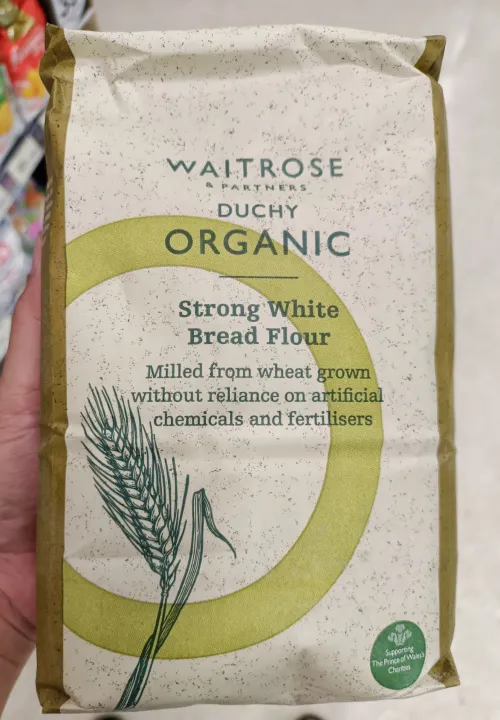 WAITROSE
& PARTNERS
DUCHY
ORGANIC
Strong White
Bread Flour
Milled from wheat grown
without reliance on artificial
chemicals and fertilisers
Supporting
The Prince of Wales's
Charities